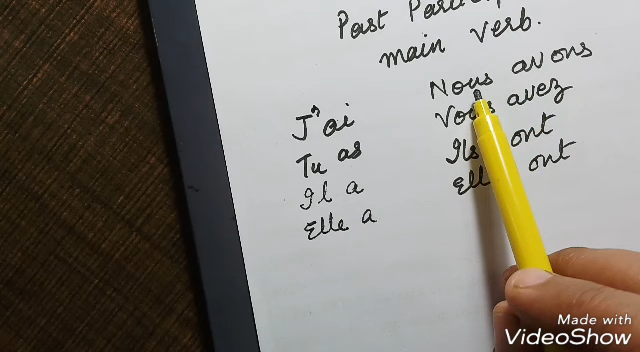 Past
main verb.
J'ai
Tu as
Il a
Elle a
Nous avons
Vous avez
Ils ont
ont
Made with
VideoShow